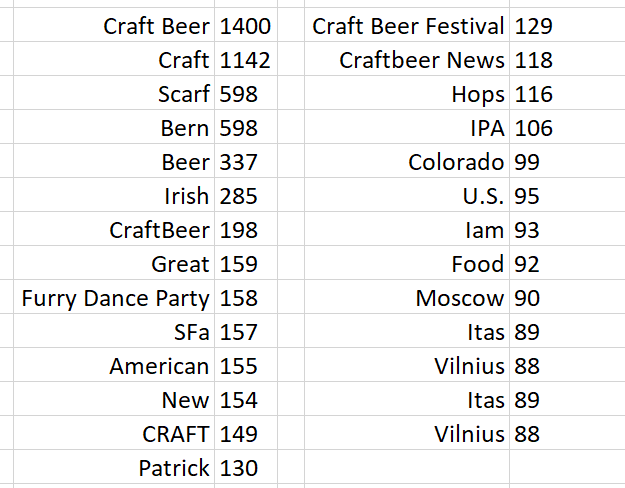 Craft Beer 1400 Craft Beer Festival 129
Craft 1142 Craftbeer News 118
Scarf 598 Hops 116
Bern 598 IPA 106
Beer 337 Colorado 99
Irish 285 U.S. 95
CraftBeer 198 Iam 93
Great 159 Food 92
Furry Dance Party 158 Moscow 90
SFa 157 Itas 89
American 155 Vilnius 88
New 154 Itas 89
CRAFT 149 Vilnius 88
Patrick 130